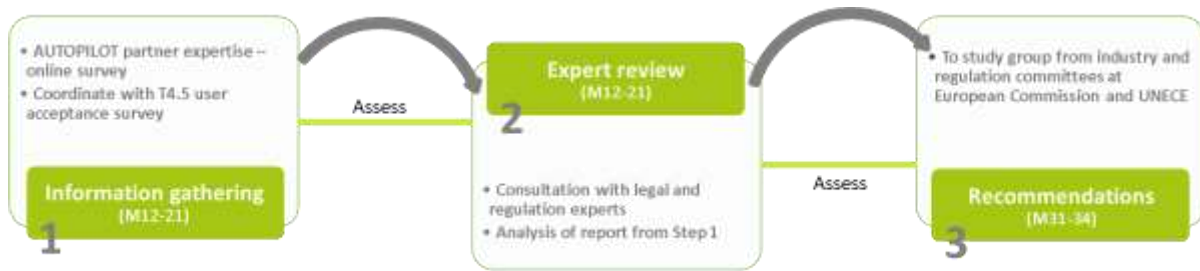 • AUTOPILOT partner expertise –
online survey
• Coordinate with T4.5 user
acceptance survey
Information gathering
(M12-21)
1
Assess
Expert review
(M12-21)
2
• Consultation with legal and
regulation experts
• Analysis of report from Step 1
Assess
• To study group from industry and
regulation committees at
European Commission and UNECE
Recommendations
(M31-34)
3